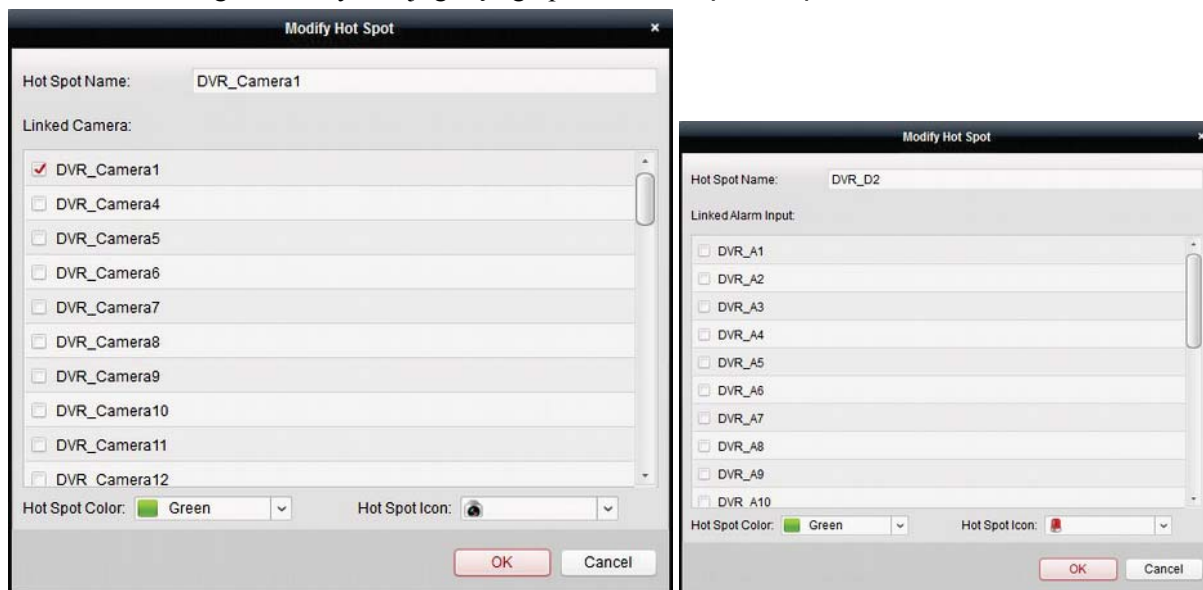 Modify Hot Spot
Hot Spot Name: DVR_Camera1
Linked Camera:
DVR_Camera1
DVR_Camera4
DVR_Camera5
DVR_Camera6
DVR_Camera7
DVR_Camera8
DVR_Camera9
DVR_Camera10
DVR_Camera11
DVR_Camera12
Hot Spot Color: Green Hot Spot Icon:
OK Cancel
Modify Hot Spot
Hot Spot Name: DVR_D2
Linked Alarm Input:
DVR_A1
DVR_A2
DVR_A3
DVR_A4
DVR_A5
DVR_A6
DVR_A7
DVR_A8
DVR_A9
DVR_A10
Hot Spot Color: Green Hot Spot Icon:
OK Cancel